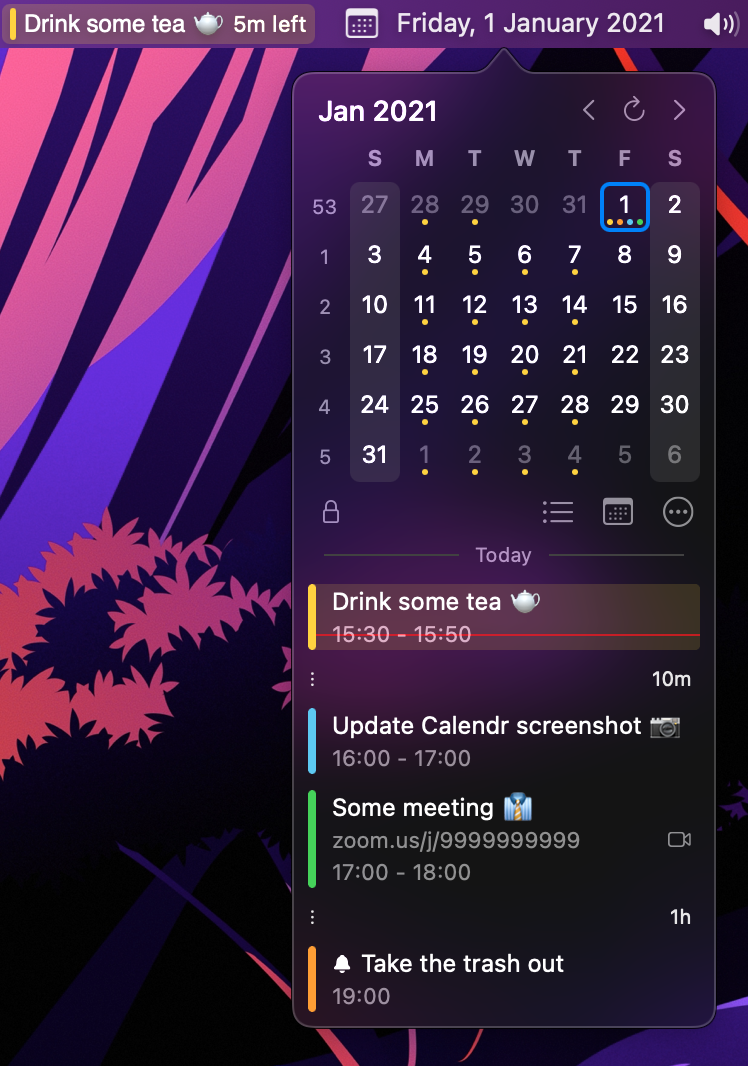 Drink some tea 🫖 5m left
Friday, 1 January 2021
Jan 2021
S M T W T F S
53 27 28 29 30 31 1 2
1 3 4 5 6 7 8 9
2 10 11 12 13 14 15 16
3 17 18 19 20 21 22 23
4 24 25 26 27 28 29 30
5 31 1 2 3 4 5 6
Today
Drink some tea 🫖
15:30 - 15:50
10m
Update Calendr screenshot 📷
16:00 - 17:00
Some meeting 👔
zoom.us/j/9999999999
17:00 - 18:00
1h
Take the trash out
19:00